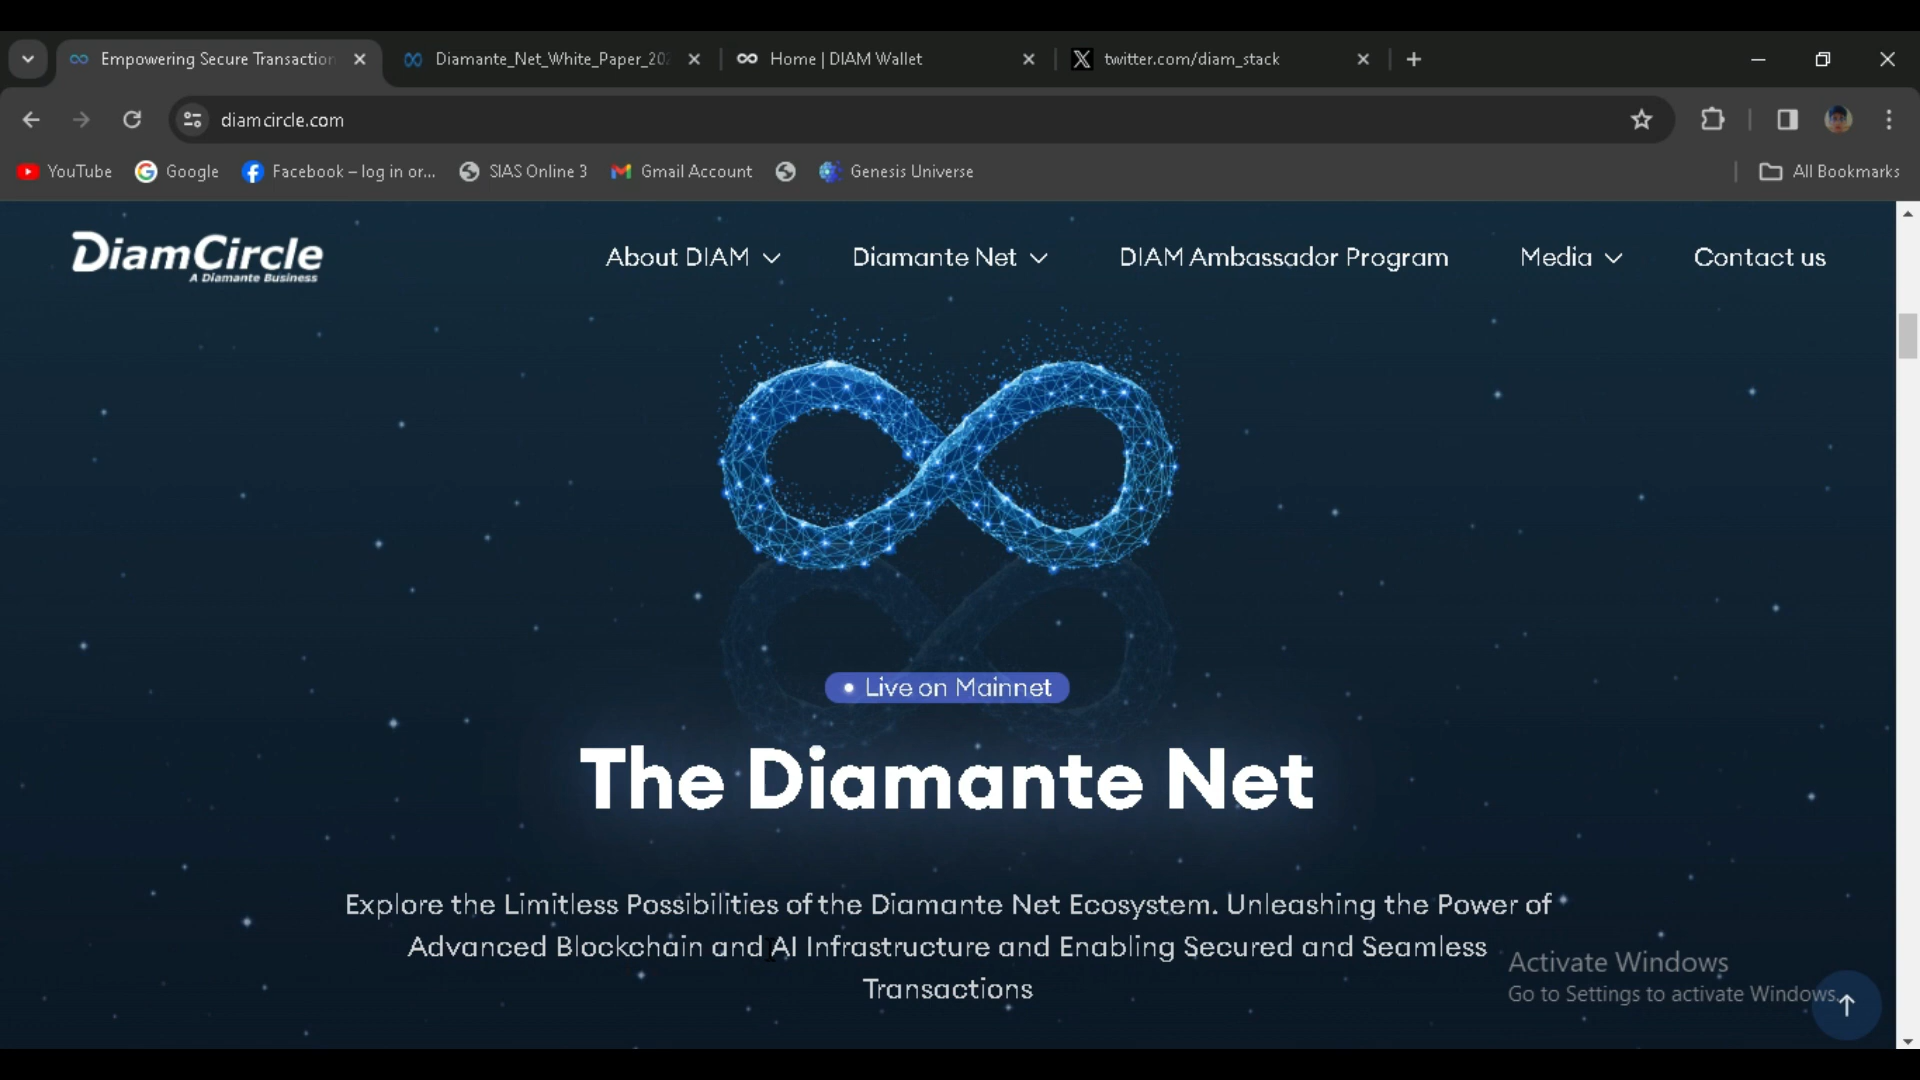 Empowering Secure Transaction
Diamante_Net_White_Paper_202
Home | DIAM Wallet
twitter.com/diam_stack
diamcircle.com
YouTube
Google
Facebook – log in or...
SIAS Online 3
Gmail Account
Genesis Universe
All Bookmarks
DiamCircle
A Diamante Business
About DIAM
Diamante Net
DIAM Ambassador Program
Media
Contact us
Live on Mainnet
The Diamante Net
Explore the Limitless Possibilities of the Diamante Net Ecosystem. Unleashing the Power of
Advanced Blockchain and AI Infrastructure and Enabling Secured and Seamless
Transactions
Activate Windows
Go to Settings to activate Windows.